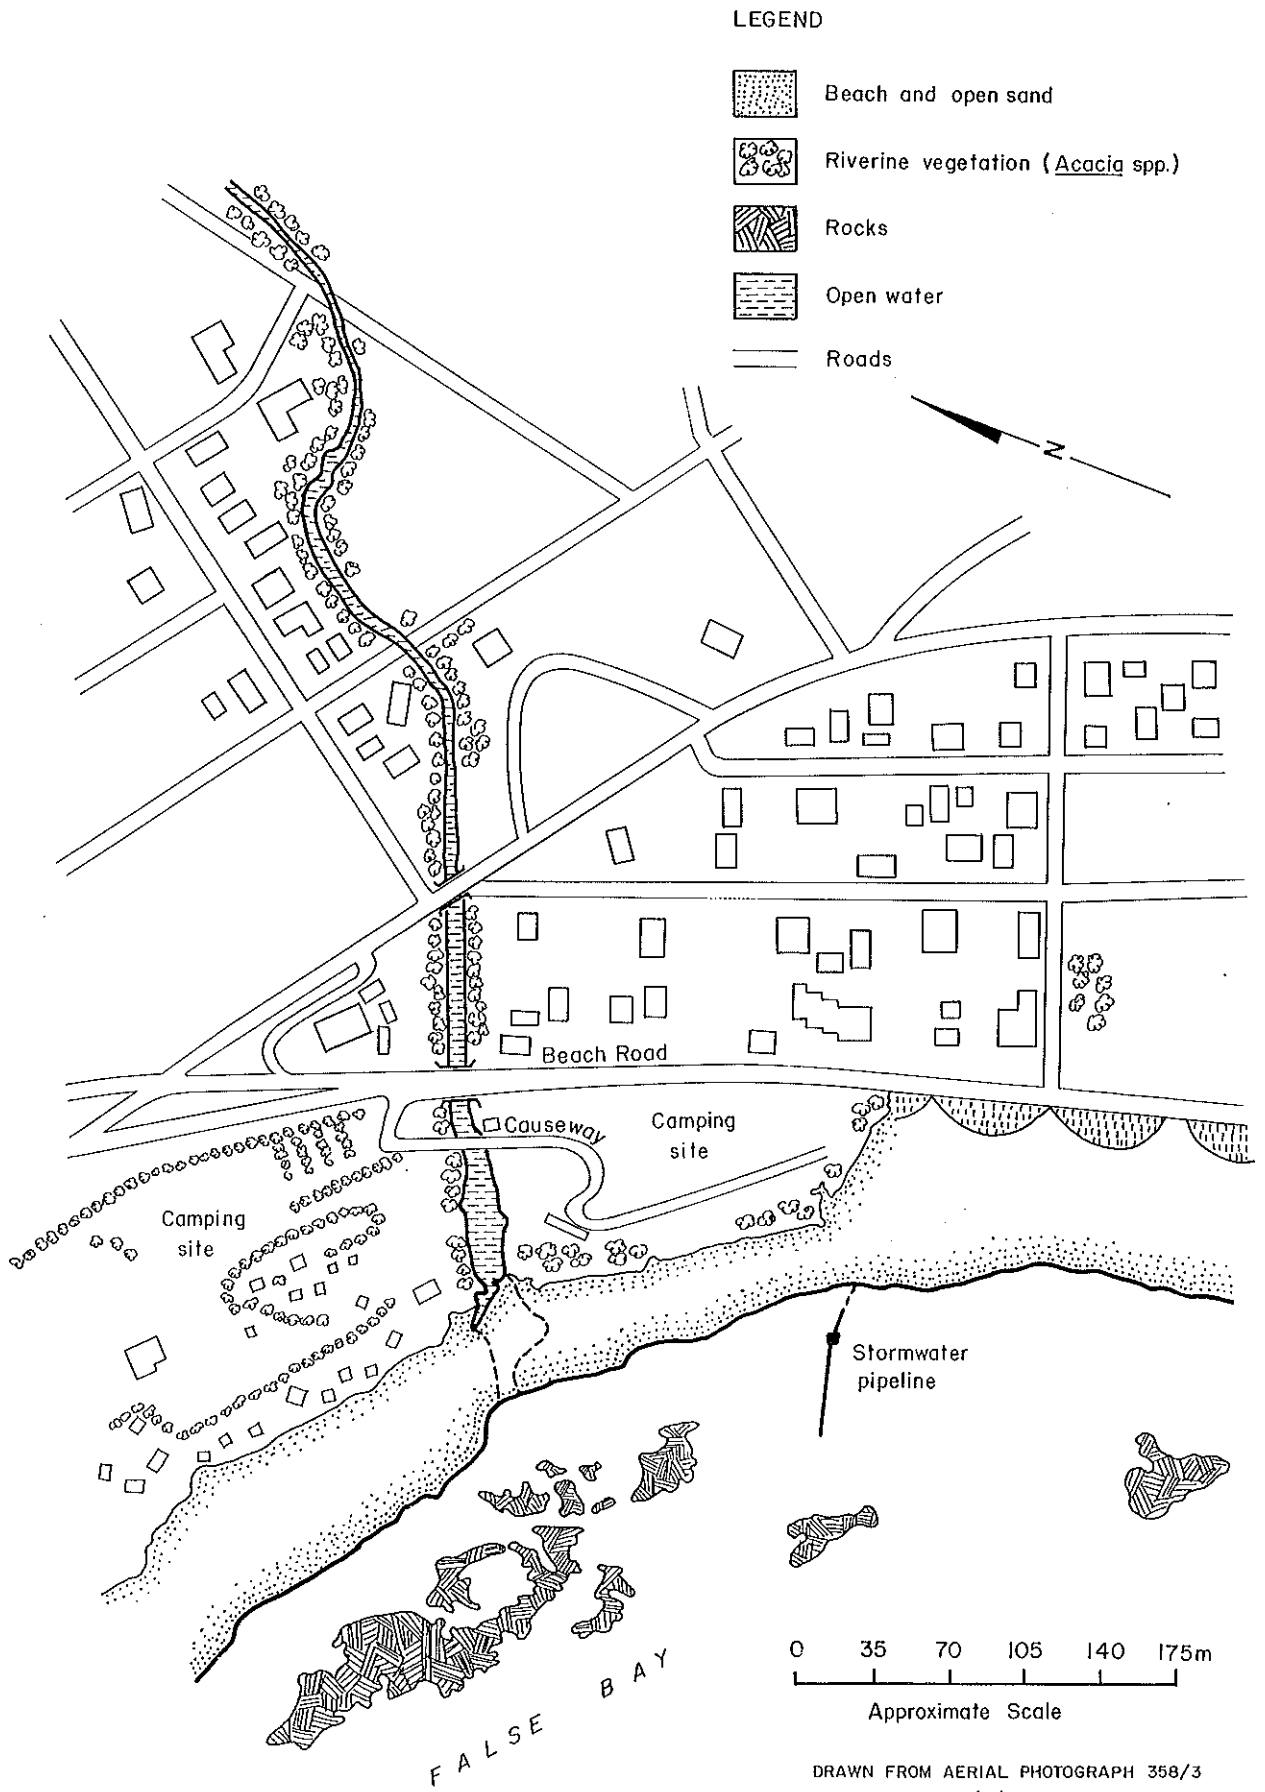 LEGEND
Beach and open sand
Riverine vegetation (Acacia spp.)
Rocks
Open water
Roads
N
Beach Road
Causeway
Camping
site
Camping
site
Stormwater
pipeline
0 35 70 105 140 175m
Approximate Scale
FALSE BAY
DRAWN FROM AERIAL PHOTOGRAPH 358/3